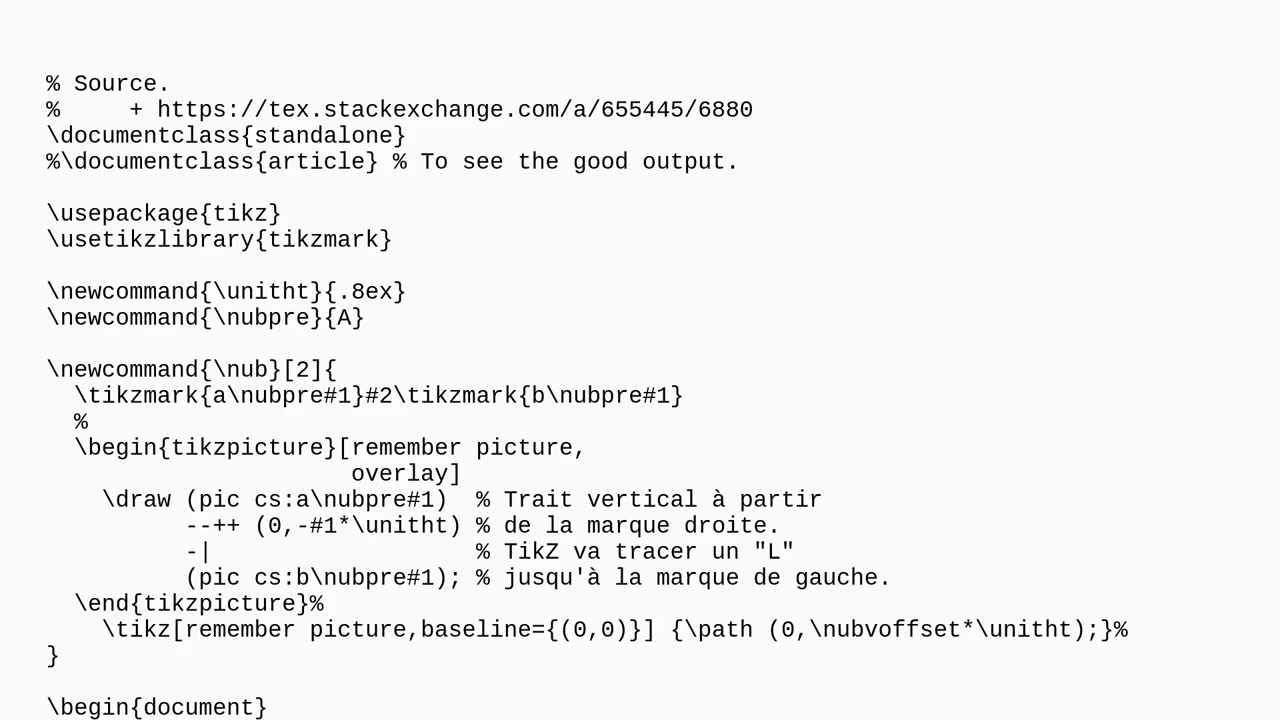 % Source.
%     + https://tex.stackexchange.com/a/655445/6880
\documentclass{standalone}
%\documentclass{article} % To see the good output.

\usepackage{tikz}
\usetikzlibrary{tikzmark}

\newcommand{\unitht}{.8ex}
\newcommand{\nubpre}{A}

\newcommand{\nub}[2]{
  \tikzmark{a\nubpre#1}#2\tikzmark{b\nubpre#1}
  %
  \begin{tikzpicture}[remember picture,
                      overlay]
    \draw (pic cs:a\nubpre#1)  % Trait vertical à partir
          --++ (0,-#1*\unitht) % de la marque droite.
          -|                   % TikZ va tracer un "L"
          (pic cs:b\nubpre#1); % jusqu'à la marque de gauche.
  \end{tikzpicture}%
    \tikz[remember picture,baseline={(0,0)}] {\path (0,\nubvoffset*\unitht);}%
}

\begin{document}